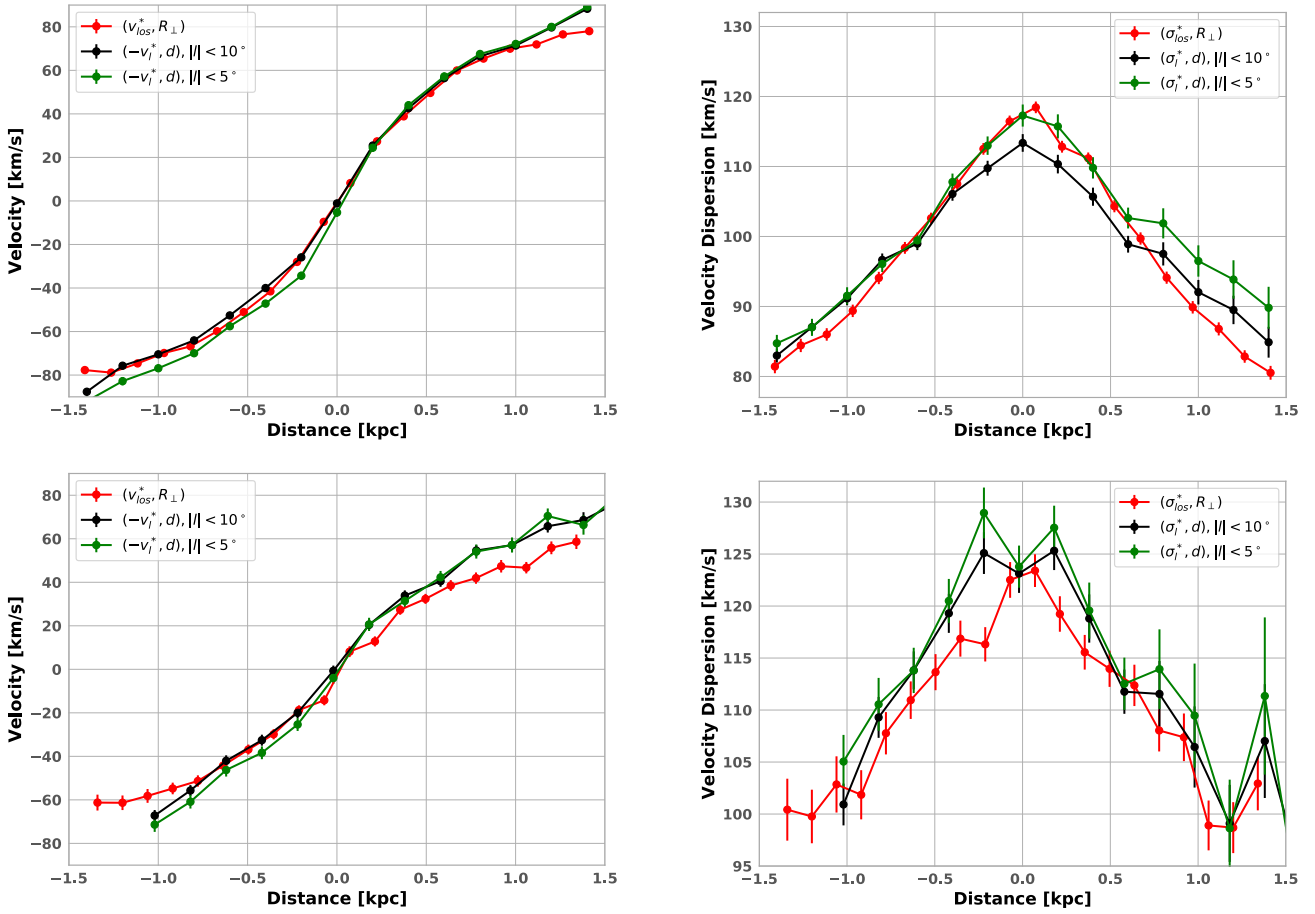 80
60
40
20
0
−20
−40
−60
−80
Velocity [km/s]
(v*los, R⊥)
(−v*l, d), |l| < 10°
(−v*l, d), |l| < 5°
−1.5 −1.0 −0.5 0.0 0.5 1.0 1.5
Distance [kpc]
130
120
110
100
90
80
Velocity Dispersion [km/s]
(σ*los, R⊥)
(σ*l, d), |l| < 10°
(σ*l, d), |l| < 5°
−1.5 −1.0 −0.5 0.0 0.5 1.0 1.5
Distance [kpc]
80
60
40
20
0
−20
−40
−60
−80
Velocity [km/s]
(v*los, R⊥)
(−v*l, d), |l| < 10°
(−v*l, d), |l| < 5°
−1.5 −1.0 −0.5 0.0 0.5 1.0 1.5
Distance [kpc]
130
125
120
115
110
105
100
95
Velocity Dispersion [km/s]
(σ*los, R⊥)
(σ*l, d), |l| < 10°
(σ*l, d), |l| < 5°
−1.5 −1.0 −0.5 0.0 0.5 1.0 1.5
Distance [kpc]